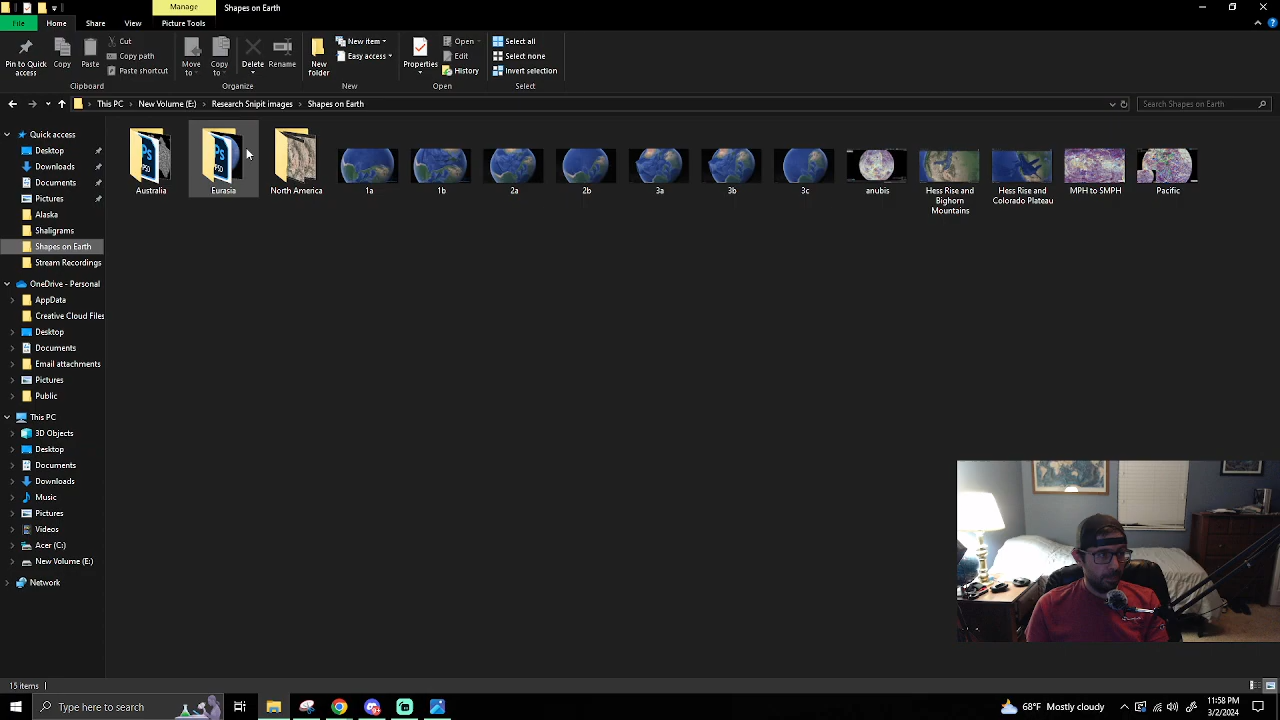 Manage
Shapes on Earth
File
Home
Share
View
Picture Tools
Pin to Quick
access
Copy
Paste
Cut
Copy path
Paste shortcut
Clipboard
Move
to
Copy
to
Delete
Rename
Organize
New
folder
New item
Easy access
New
Properties
Open
Edit
History
Open
Select all
Select none
Invert selection
Select
This PC
New Volume (E:)
Research Snipit images
Shapes on Earth
Search Shapes on Earth
Quick access
Desktop
Downloads
Documents
Pictures
Alaska
Shaligrams
Shapes on Earth
Stream Recordings
OneDrive - Personal
AppData
Creative Cloud Files
Desktop
Documents
Email attachments
Pictures
Public
This PC
3D Objects
Desktop
Documents
Downloads
Music
Pictures
Videos
Acer (C:)
New Volume (E:)
Network
Australia
Eurasia
North America
1a
1b
2a
2b
3a
3b
3c
anubis
Hess Rise and
Bighorn
Mountains
Hess Rise and
Colorado Plateau
MPH to SMPH
Pacific
15 items
Type here to search
68°F Mostly cloudy
11:58 PM
3/2/2024